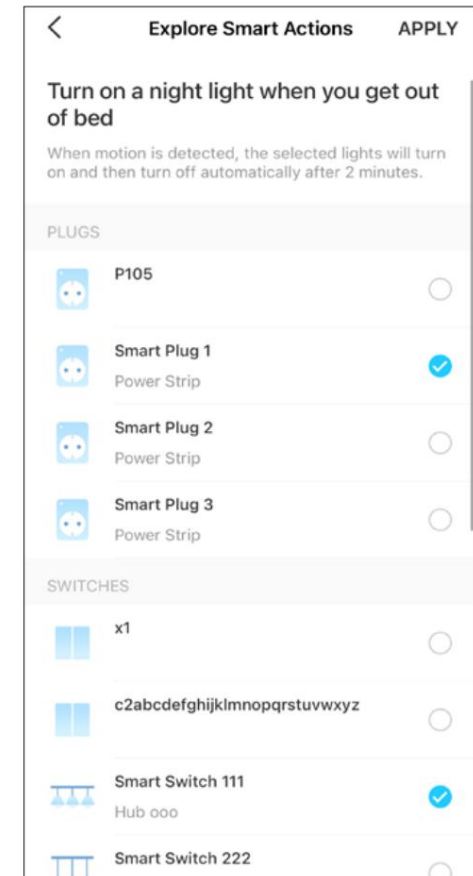 Explore Smart Actions APPLY
Turn on a night light when you get out
of bed
When motion is detected, the selected lights will turn
on and then turn off automatically after 2 minutes.
PLUGS
P105
Smart Plug 1
Power Strip
Smart Plug 2
Power Strip
Smart Plug 3
Power Strip
SWITCHES
x1
c2abcdefghijklmnopqrstuvwxyz
Smart Switch 111
Hub ooo
Smart Switch 222